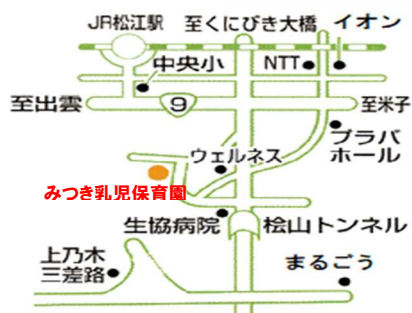 JR松江駅 至くにびき大橋 イオン
中央小 NTT
至出雲 9 至米子
プラバ
ホール
ウェルネス
みつき乳児保育園
生協病院 桧山トンネル
上乃木
三差路
まるごう